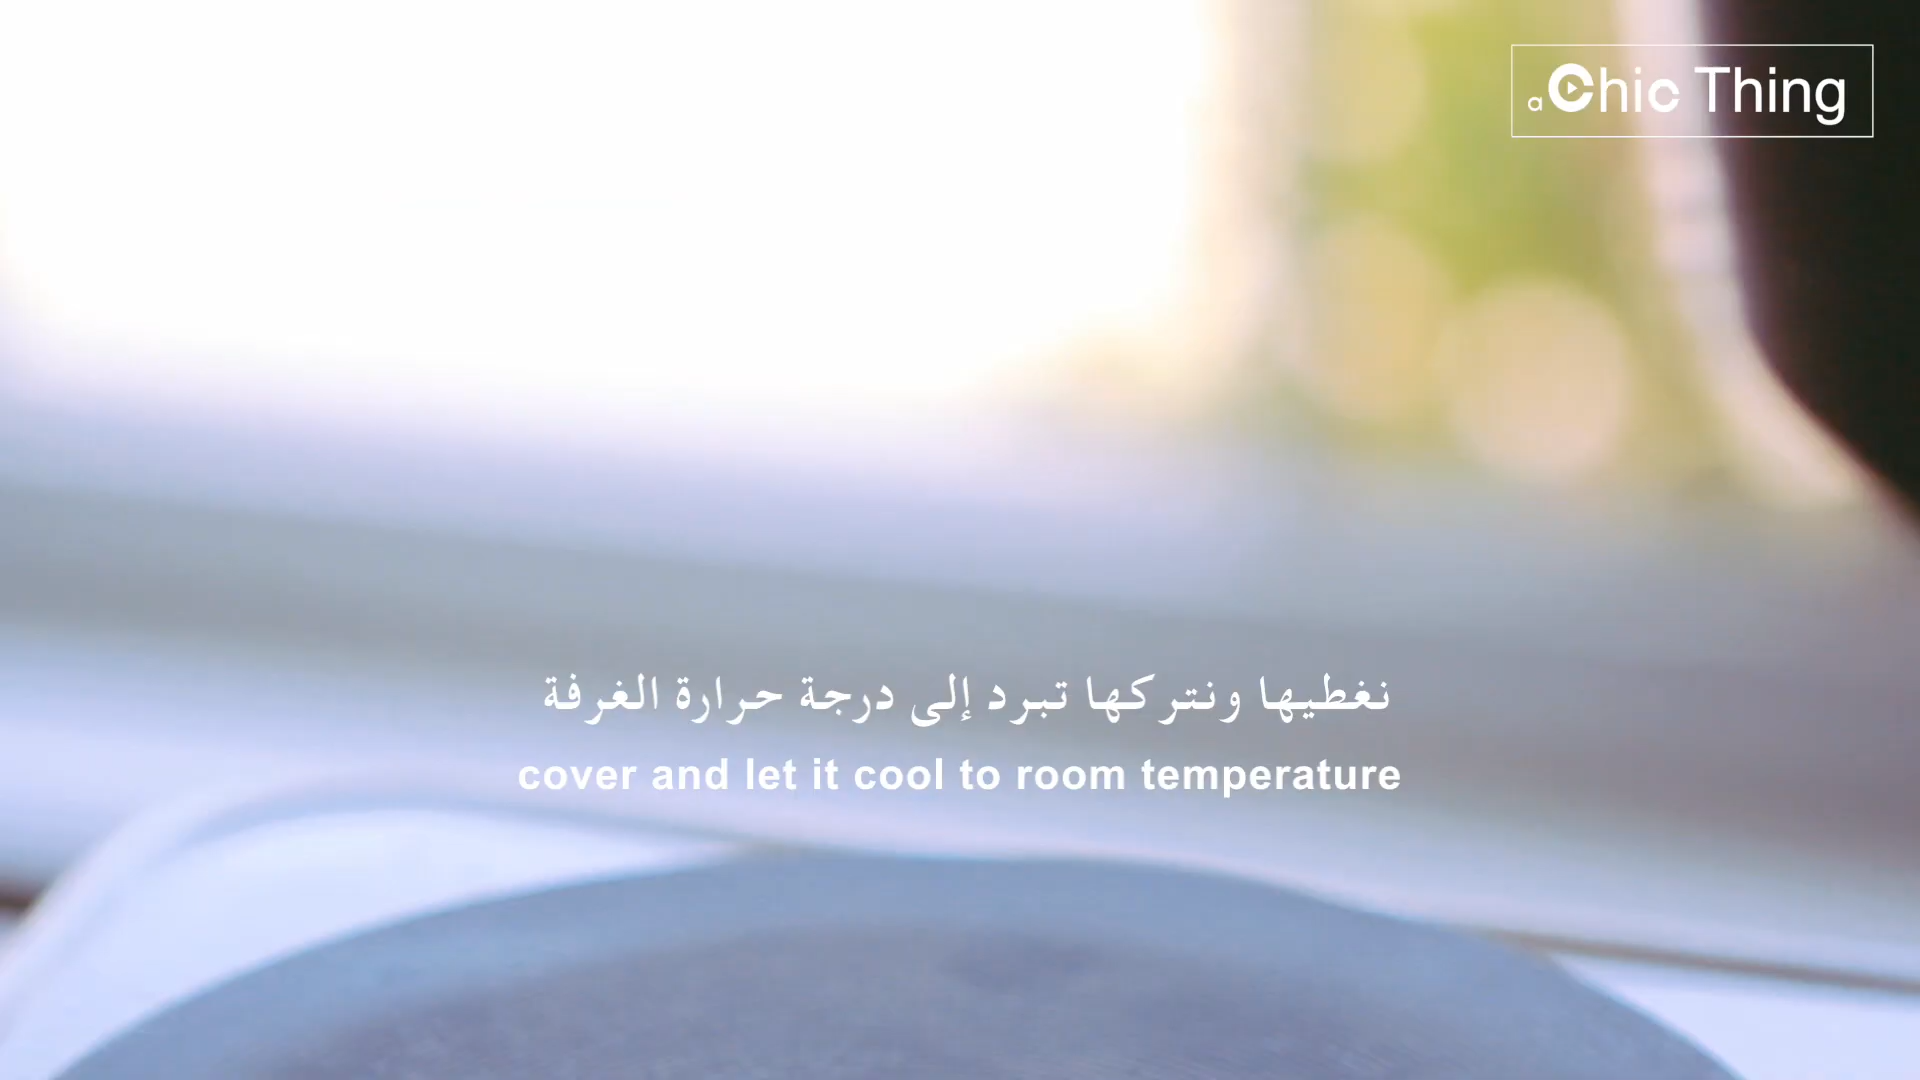 a Chic Thing
نغطيها ونتركها تبرد إلى درجة حرارة الغرفة
cover and let it cool to room temperature